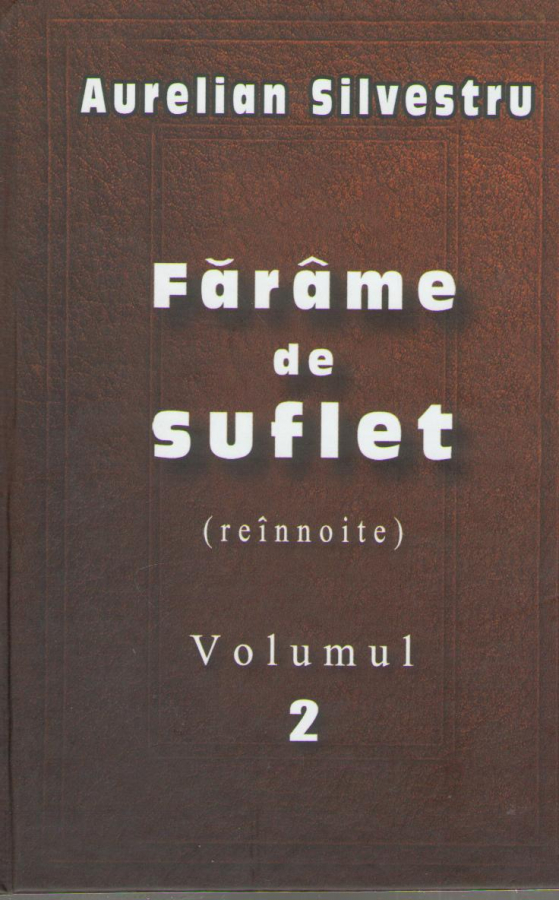 Aurelian Silvestru
Fărâme
de
suflet
(reînnoite)
Volumul
2